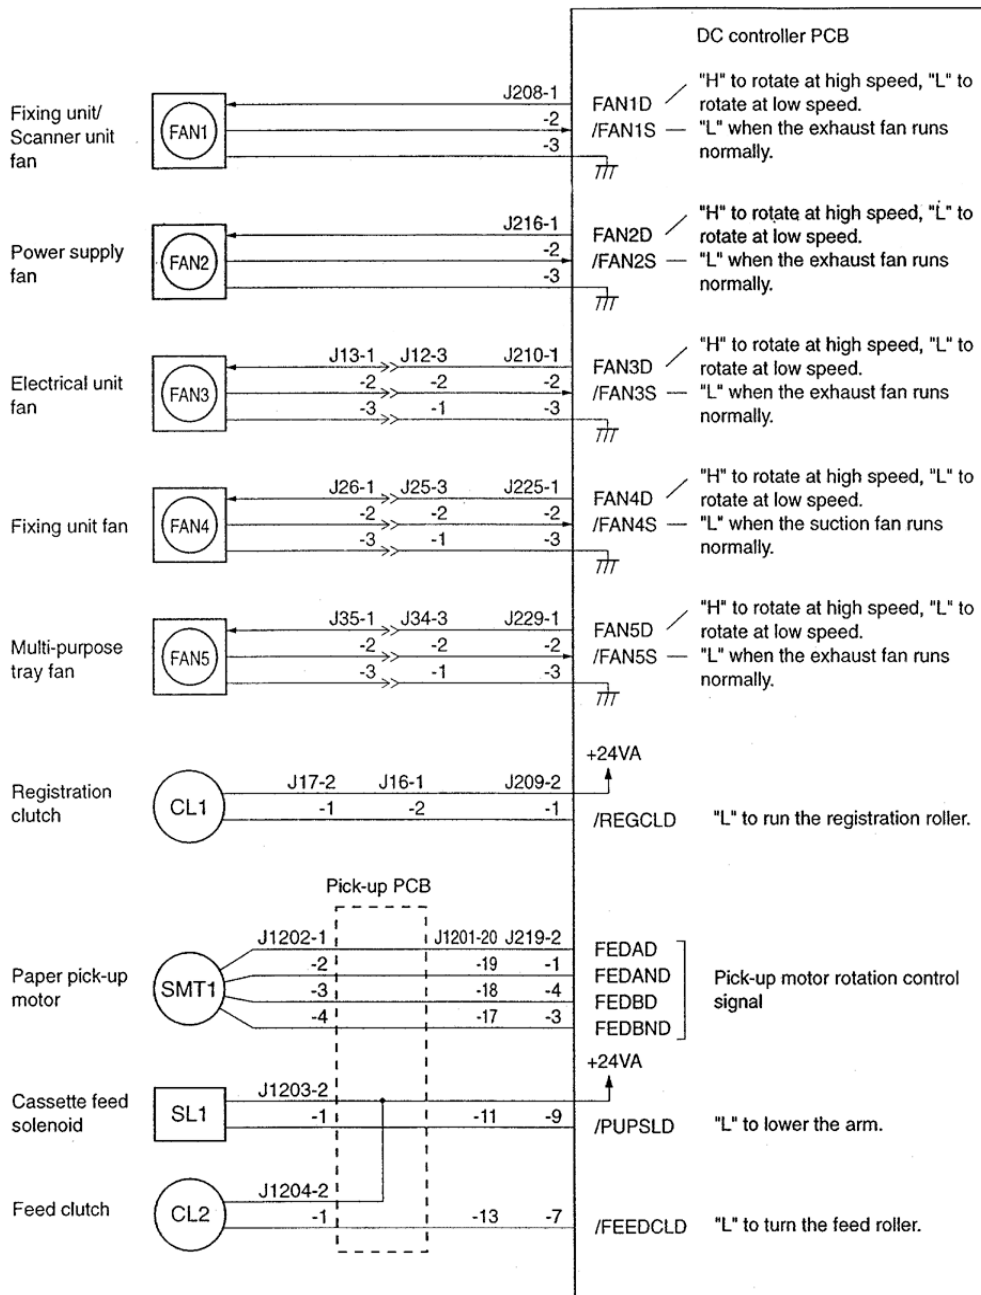 DC controller PCB
Fixing unit/
Scanner unit
fan
FAN1
J208-1
-2
-3
FAN1D
/FAN1S
"H" to rotate at high speed, "L" to
rotate at low speed.
"L" when the exhaust fan runs
normally.
Power supply
fan
FAN2
J216-1
-2
-3
FAN2D
/FAN2S
"H" to rotate at high speed, "L" to
rotate at low speed.
"L" when the exhaust fan runs
normally.
Electrical unit
fan
FAN3
J13-1 J12-3 J210-1
-2 -2 -2
-3 -1 -3
FAN3D
/FAN3S
"H" to rotate at high speed, "L" to
rotate at low speed.
"L" when the exhaust fan runs
normally.
Fixing unit fan
FAN4
J26-1 J25-3 J225-1
-2 -2 -2
-3 -1 -3
FAN4D
/FAN4S
"H" to rotate at high speed, "L" to
rotate at low speed.
"L" when the suction fan runs
normally.
Multi-purpose
tray fan
FAN5
J35-1 J34-3 J229-1
-2 -2 -2
-3 -1 -3
FAN5D
/FAN5S
"H" to rotate at high speed, "L" to
rotate at low speed.
"L" when the exhaust fan runs
normally.
Registration
clutch
CL1
J17-2 J16-1 J209-2
-1 -2 -1
+24VA
/REGCLD
"L" to run the registration roller.
Pick-up PCB
Paper pick-up
motor
SMT1
J1202-1 J1201-20 J219-2
-2 -19 -1
-3 -18 -4
-4 -17 -3
FEDAD
FEDAND
FEDBD
FEDBND
Pick-up motor rotation control
signal
Cassette feed
solenoid
SL1
J1203-2
-1 -11 -9
+24VA
/PUPSLD
"L" to lower the arm.
Feed clutch
CL2
J1204-2
-1 -13 -7
/FEEDCLD
"L" to turn the feed roller.